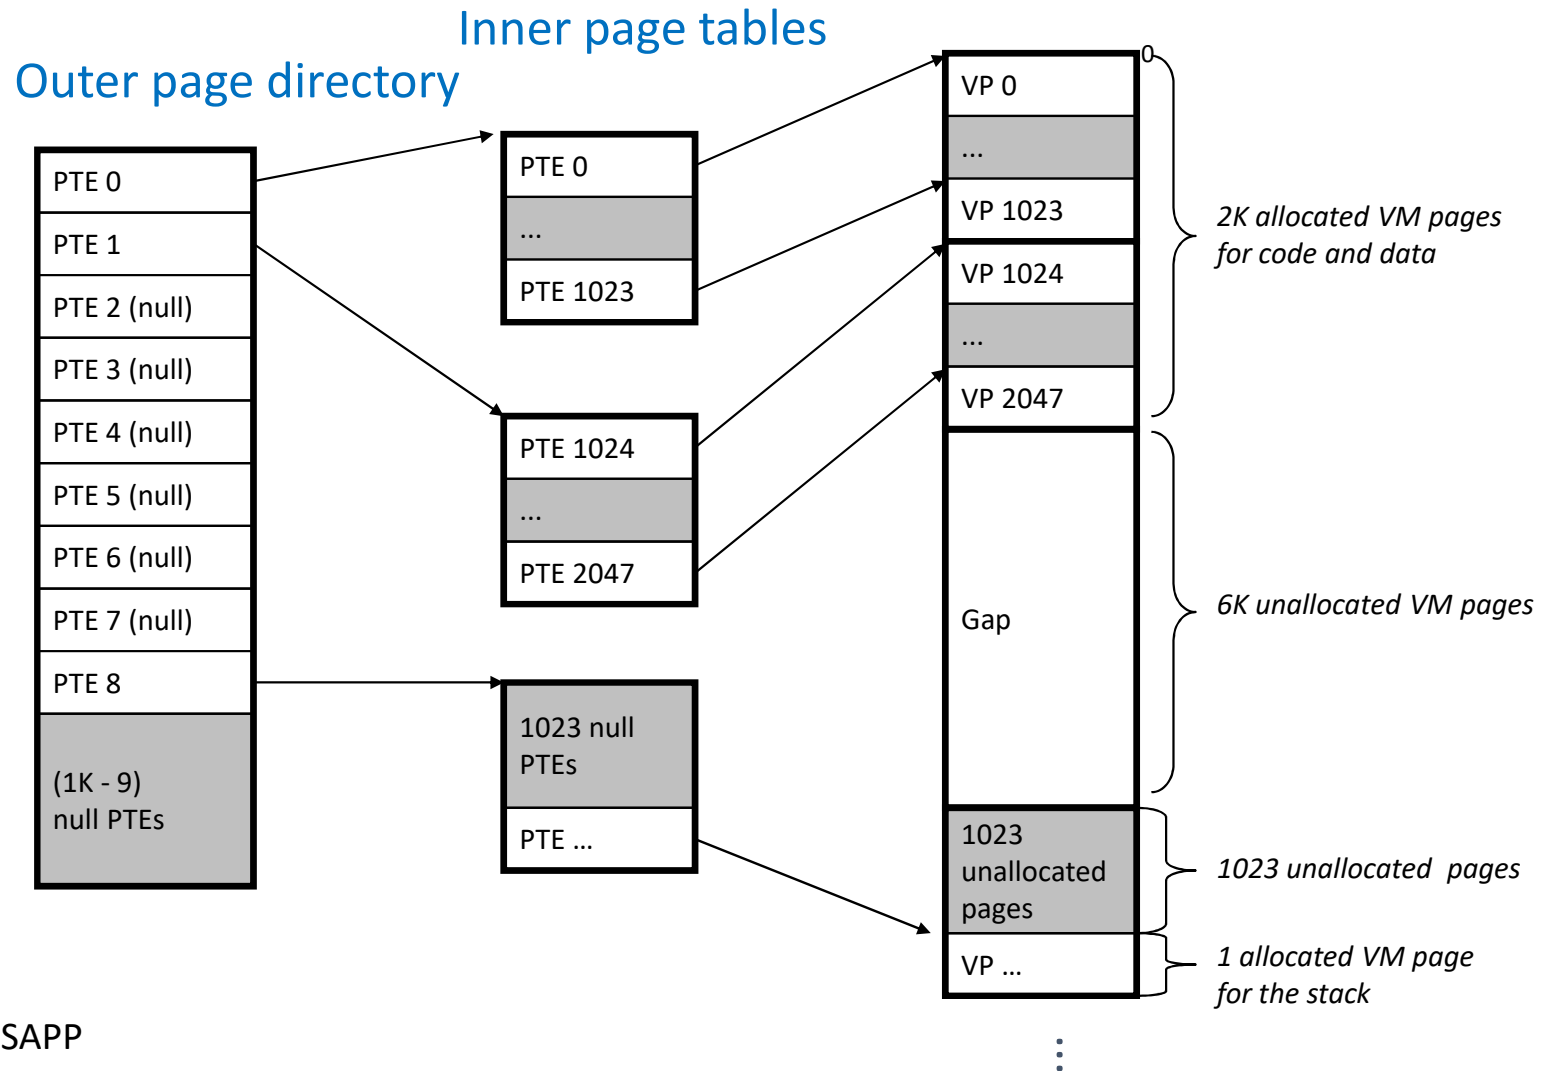 Inner page tables
Outer page directory
PTE 0
PTE 1
PTE 2 (null)
PTE 3 (null)
PTE 4 (null)
PTE 5 (null)
PTE 6 (null)
PTE 7 (null)
PTE 8
(1K - 9)
null PTEs
PTE 0
...
PTE 1023
PTE 1024
...
PTE 2047
1023 null
PTEs
PTE ...
0
VP 0
...
VP 1023
VP 1024
...
VP 2047
Gap
1023
unallocated
pages
VP ...
2K allocated VM pages
for code and data
6K unallocated VM pages
1023 unallocated pages
1 allocated VM page
for the stack
SAPP